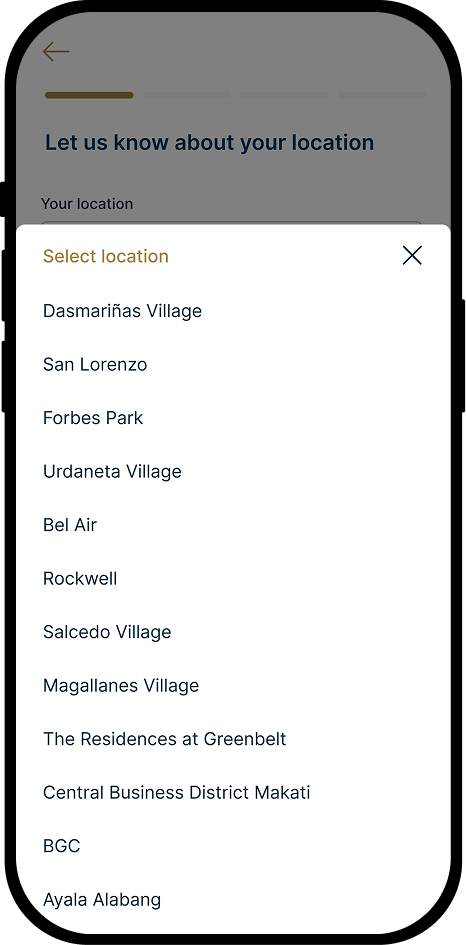 Let us know about your location
Your location
Select location
Dasmariñas Village
San Lorenzo
Forbes Park
Urdaneta Village
Bel Air
Rockwell
Salcedo Village
Magallanes Village
The Residences at Greenbelt
Central Business District Makati
BGC
Ayala Alabang